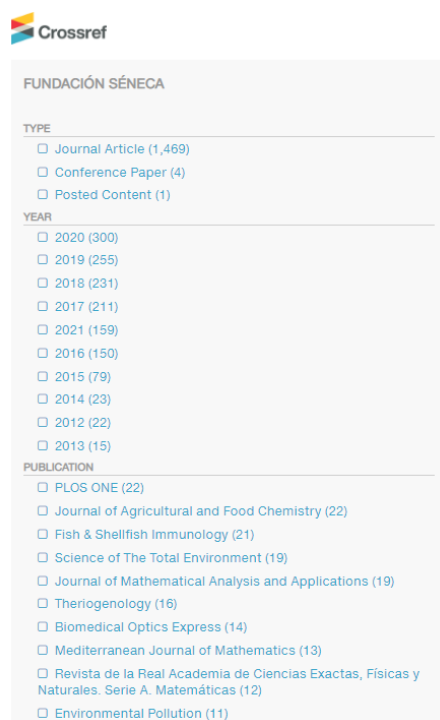 Crossref
FUNDACIÓN SÉNECA
TYPE
Journal Article (1,469)
Conference Paper (4)
Posted Content (1)
YEAR
2020 (300)
2019 (255)
2018 (231)
2017 (211)
2021 (159)
2016 (150)
2015 (79)
2014 (23)
2012 (22)
2013 (15)
PUBLICATION
PLOS ONE (22)
Journal of Agricultural and Food Chemistry (22)
Fish & Shellfish Immunology (21)
Science of The Total Environment (19)
Journal of Mathematical Analysis and Applications (19)
Theriogenology (16)
Biomedical Optics Express (14)
Mediterranean Journal of Mathematics (13)
Revista de la Real Academia de Ciencias Exactas, Físicas y
Naturales. Serie A. Matemáticas (12)
Environmental Pollution (11)